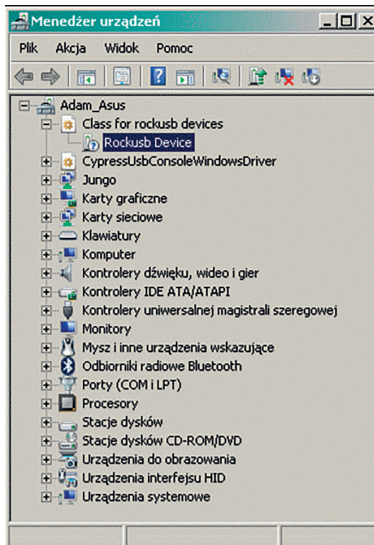 Menedżer urządzeń
Plik Akcja Widok Pomoc
Adam_Asus
Class for rockusb devices
Rockusb Device
CypressUsbConsoleWindowsDriver
Jungo
Karty graficzne
Karty sieciowe
Klawiatury
Komputer
Kontrolery dźwięku, wideo i gier
Kontrolery IDE ATA/ATAPI
Kontrolery uniwersalnej magistrali szeregowej
Monitory
Mysz i inne urządzenia wskazujące
Odbiorniki radiowe Bluetooth
Porty (COM i LPT)
Procesory
Stacje dysków
Stacje dysków CD-ROM/DVD
Urządzenia do obrazowania
Urządzenia interfejsu HID
Urządzenia systemowe